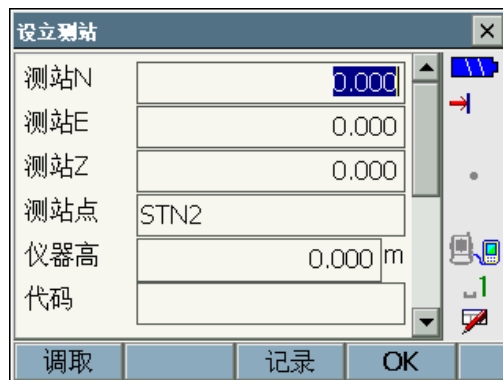 设立测站
测站N 0.000
测站E 0.000
测站Z 0.000
测站点 STN2
仪器高 0.000 m
代码
1
调取 记录 OK